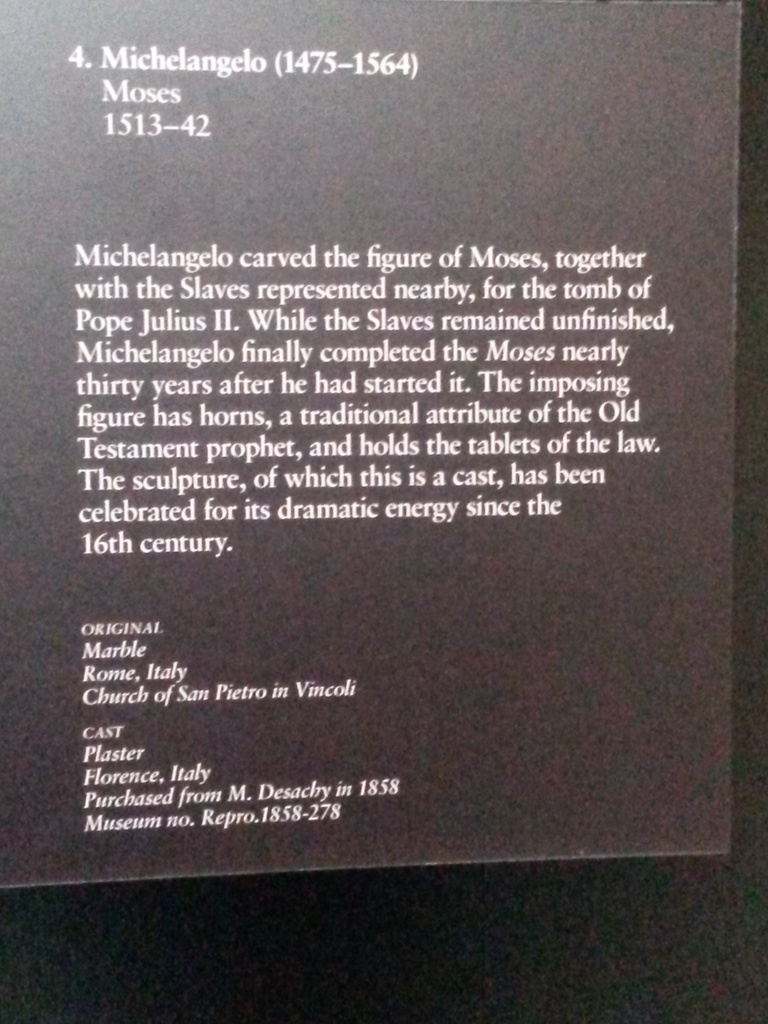 4. Michelangelo (1475–1564)
Moses
1513–42
Michelangelo carved the figure of Moses, together
with the Slaves represented nearby, for the tomb of
Pope Julius II. While the Slaves remained unfinished,
Michelangelo finally completed the Moses nearly
thirty years after he had started it. The imposing
figure has horns, a traditional attribute of the Old
Testament prophet, and holds the tablets of the law.
The sculpture, of which this is a cast, has been
celebrated for its dramatic energy since the
16th century.
ORIGINAL
Marble
Rome, Italy
Church of San Pietro in Vincoli
CAST
Plaster
Florence, Italy
Purchased from M. Desachy in 1858
Museum no. Repro.1858-278